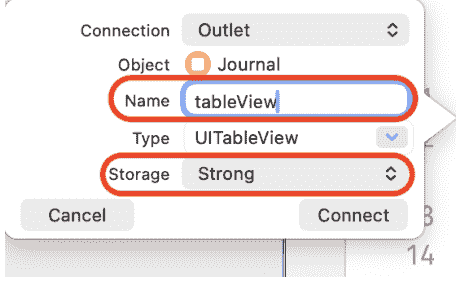 Connection Outlet
Object Journal
Name tableView
Type UITableView
Storage Strong
Cancel Connect
14